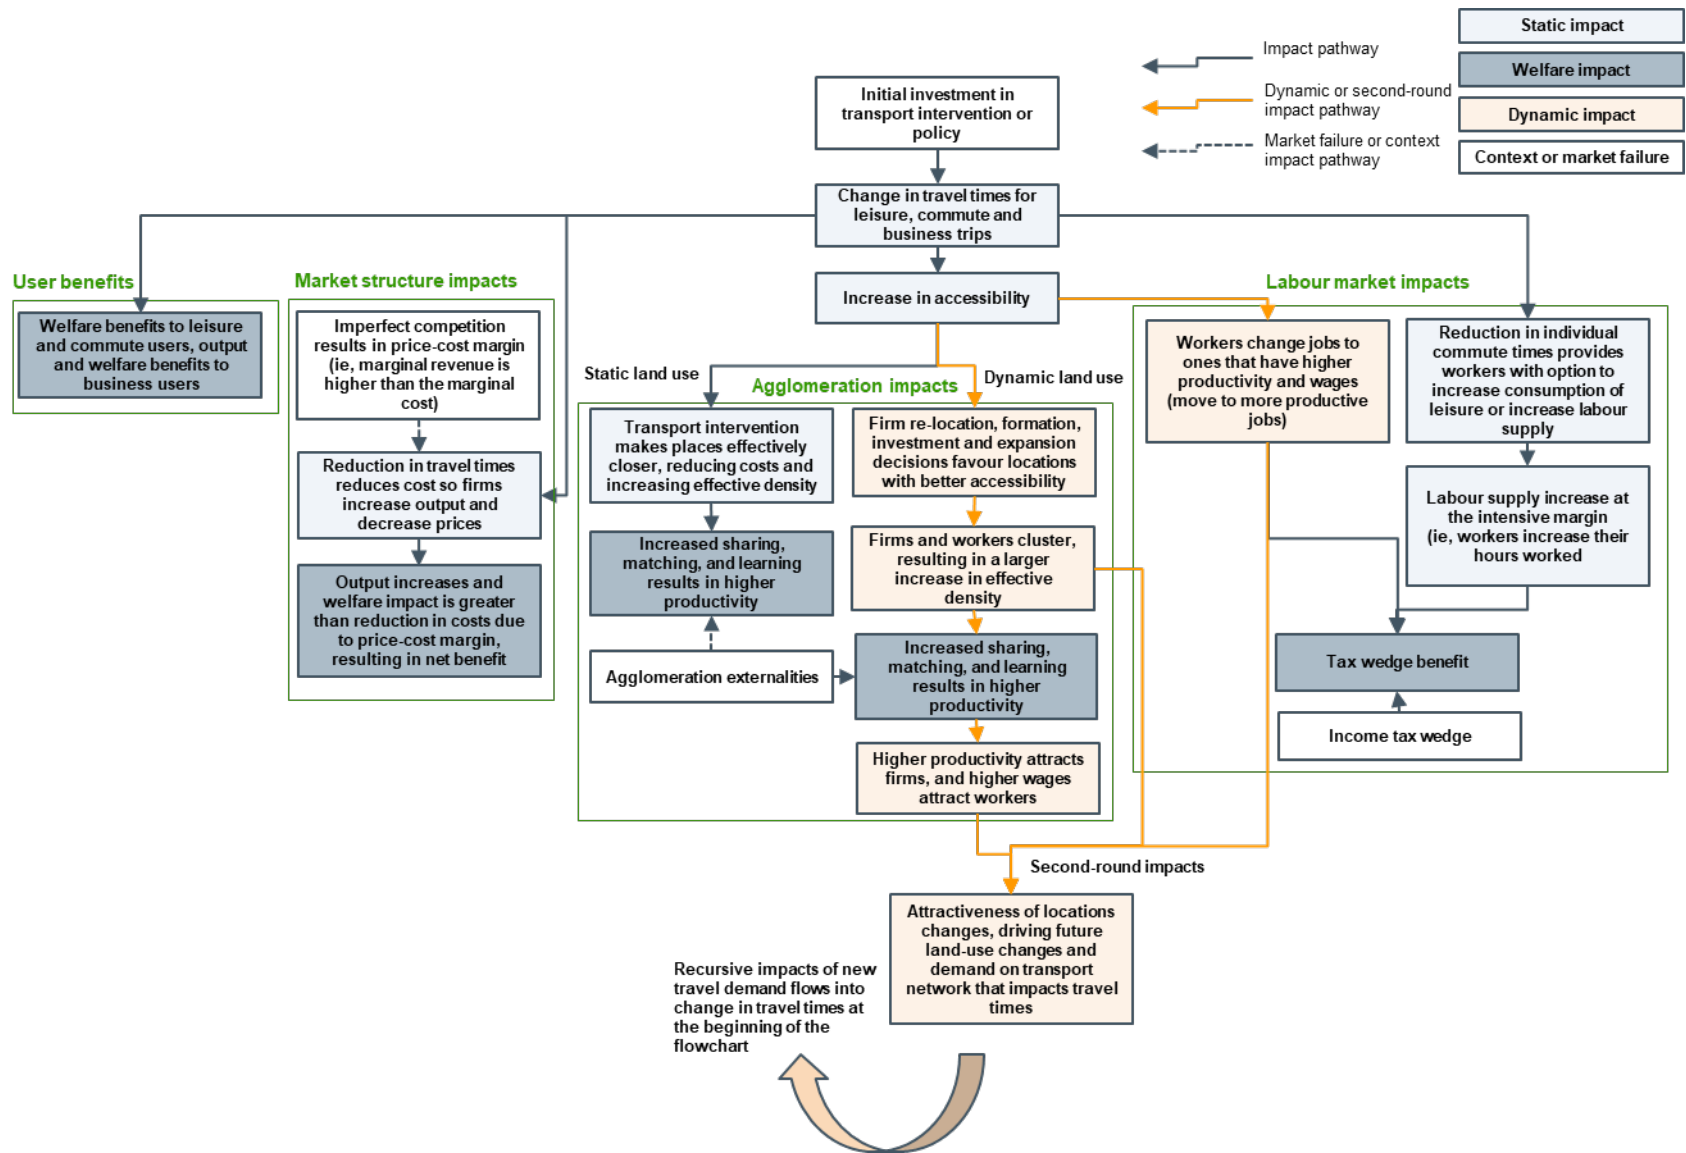 Static impact
Impact pathway
Welfare impact
Dynamic or second-round
impact pathway
Dynamic impact
Market failure or context
impact pathway
Context or market failure
Initial investment in
transport intervention or
policy
Change in travel times for
leisure, commute and
business trips
Increase in accessibility
User benefits
Welfare benefits to leisure
and commute users, output
and welfare benefits to
business users
Market structure impacts
Imperfect competition
results in price-cost margin
(ie, marginal revenue is
higher than the marginal
cost)
Reduction in travel times
reduces cost so firms
increase output and
decrease prices
Output increases and
welfare impact is greater
than reduction in costs due
to price-cost margin,
resulting in net benefit
Static land use
Dynamic land use
Agglomeration impacts
Transport intervention
makes places effectively
closer, reducing costs and
increasing effective density
Increased sharing,
matching, and learning
results in higher
productivity
Agglomeration externalities
Firm re-location, formation,
investment and expansion
decisions favour locations
with better accessibility
Firms and workers cluster,
resulting in a larger
increase in effective
density
Increased sharing,
matching, and learning
results in higher
productivity
Higher productivity attracts
firms, and higher wages
attract workers
Labour market impacts
Workers change jobs to
ones that have higher
productivity and wages
(move to more productive
jobs)
Reduction in individual
commute times provides
workers with option to
increase consumption of
leisure or increase labour
supply
Labour supply increase at
the intensive margin
(ie, workers increase their
hours worked
Tax wedge benefit
Income tax wedge
Second-round impacts
Attractiveness of locations
changes, driving future
land-use changes and
demand on transport
network that impacts travel
times
Recursive impacts of new
travel demand flows into
change in travel times at
the beginning of the
flowchart